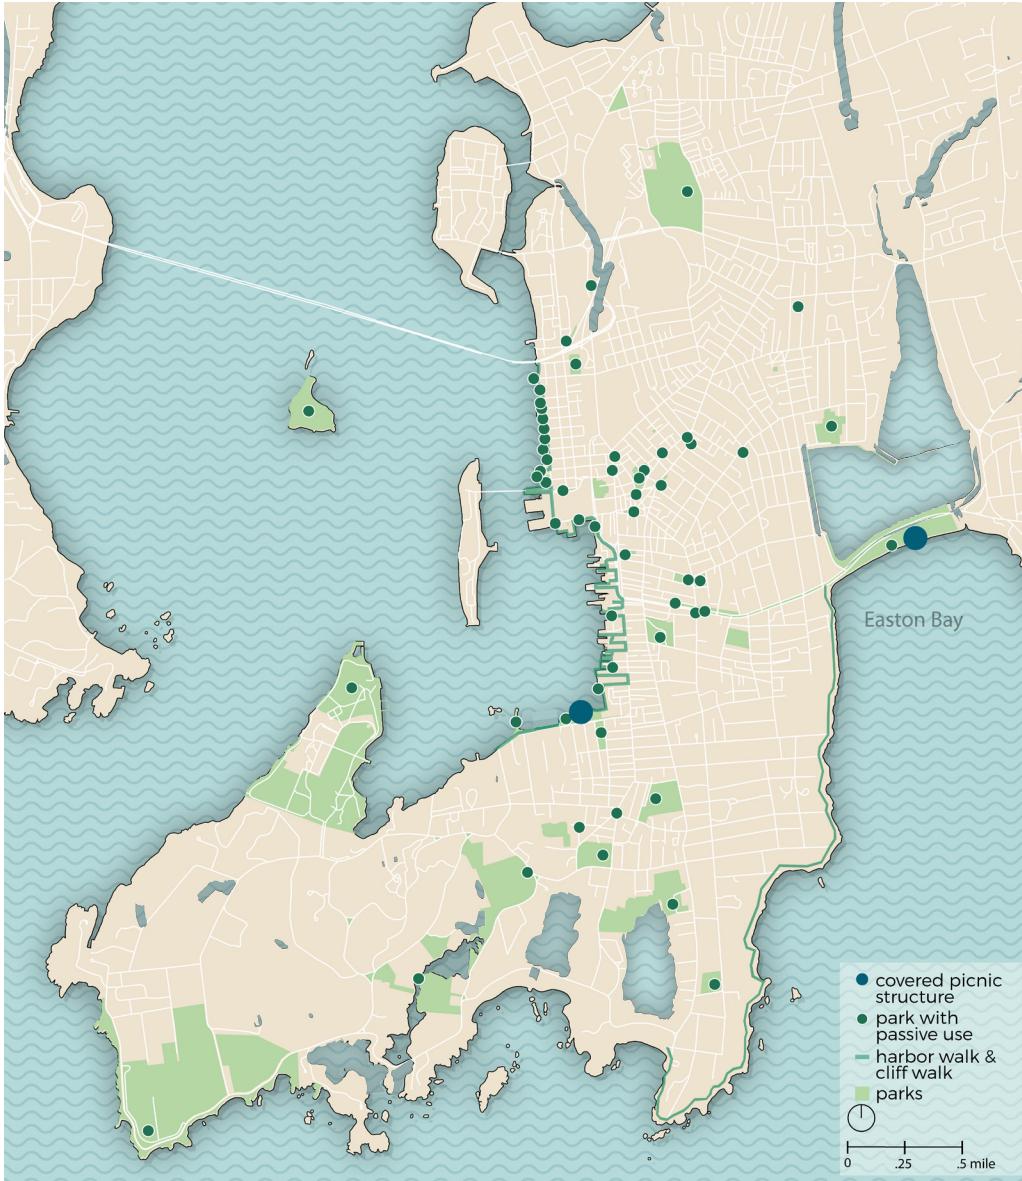 Easton Bay
covered picnic
structure
park with
passive use
harbor walk &
cliff walk
parks
0 .25 .5 mile